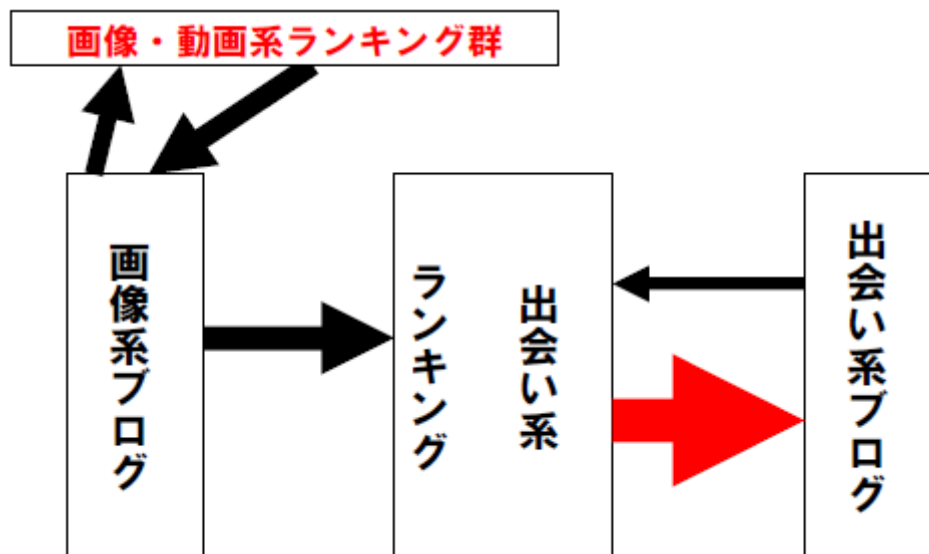 画像・動画系ランキング群
画像系ブログ
出会い系
ランキング
出会い系ブログ